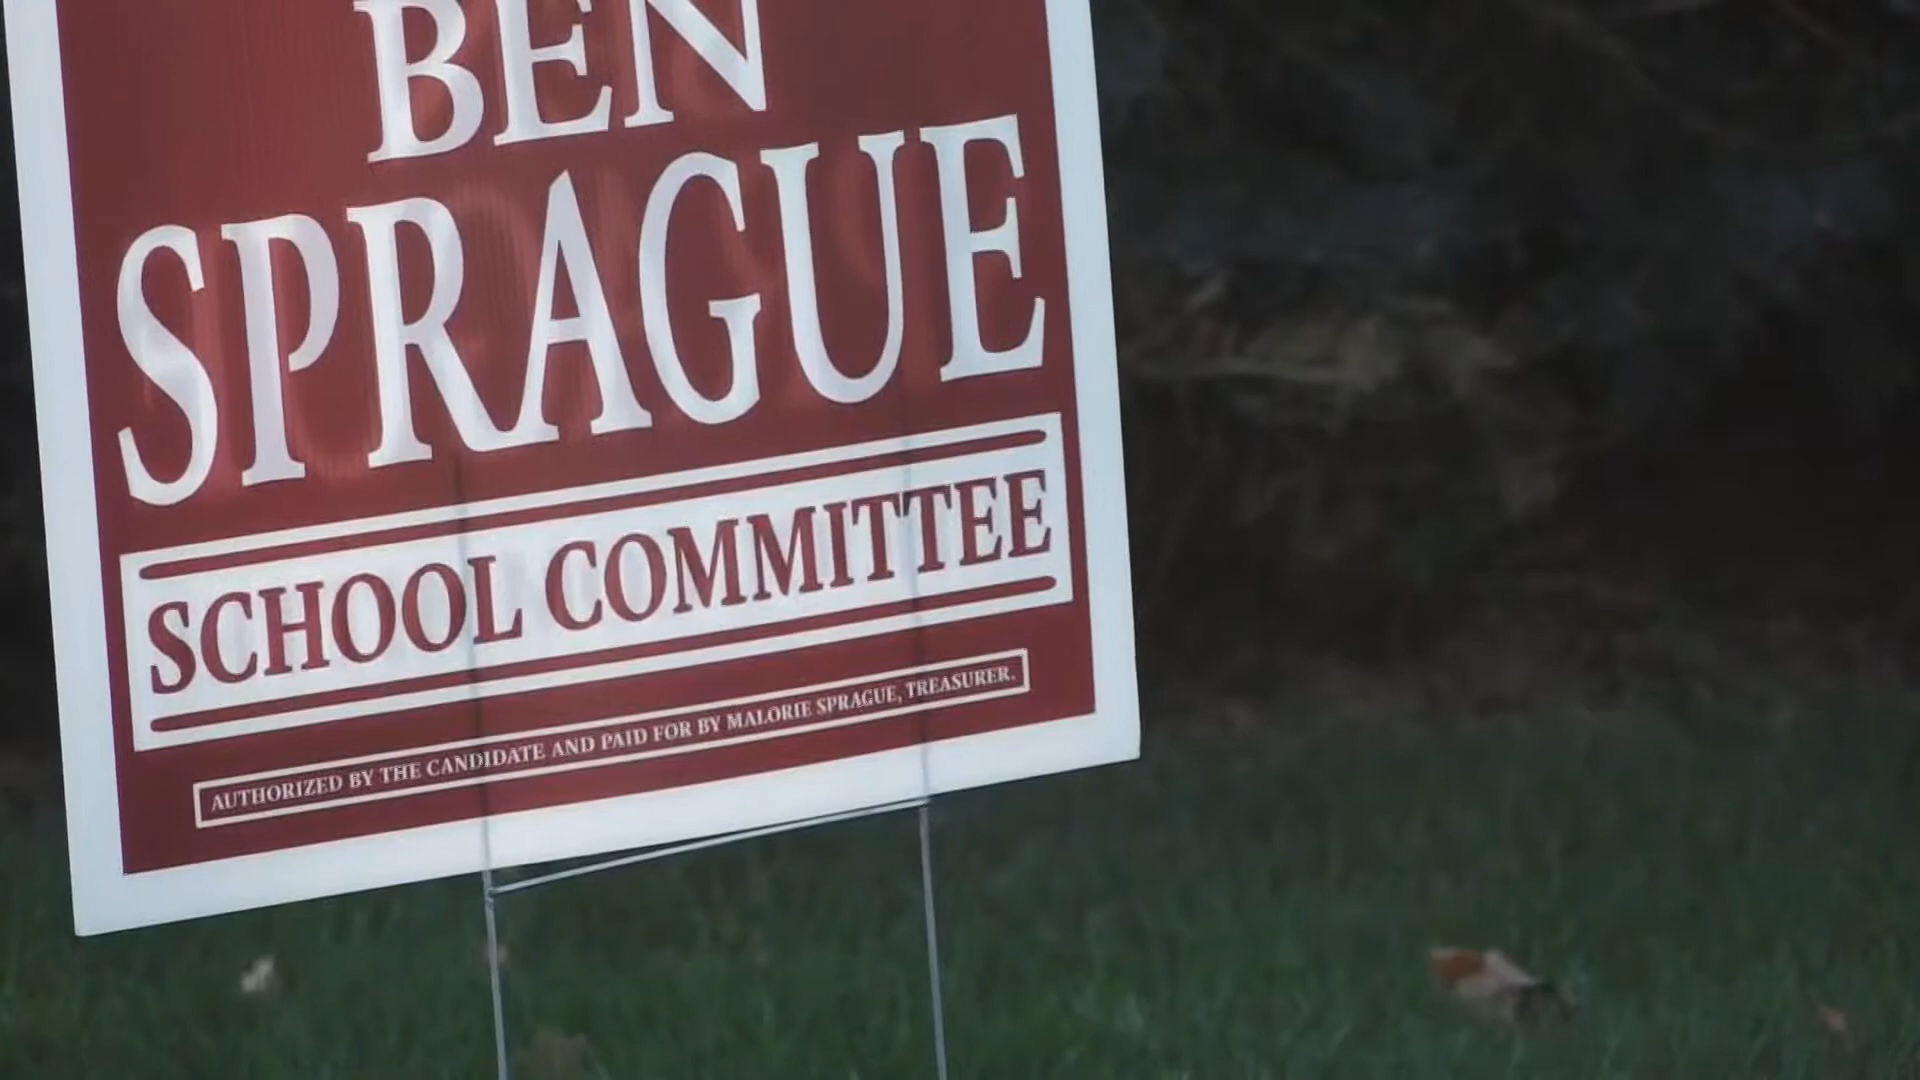 BEN
SPRAGUE
SCHOOL COMMITTEE
AUTHORIZED BY THE CANDIDATE AND PAID FOR BY MALORIE SPRAGUE, TREASURER.